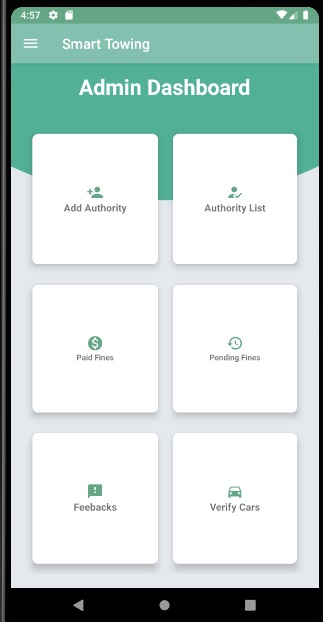 4:57
Smart Towing
Admin Dashboard
Add Authority
Authority List
Paid Fines
Pending Fines
Feebacks
Verify Cars